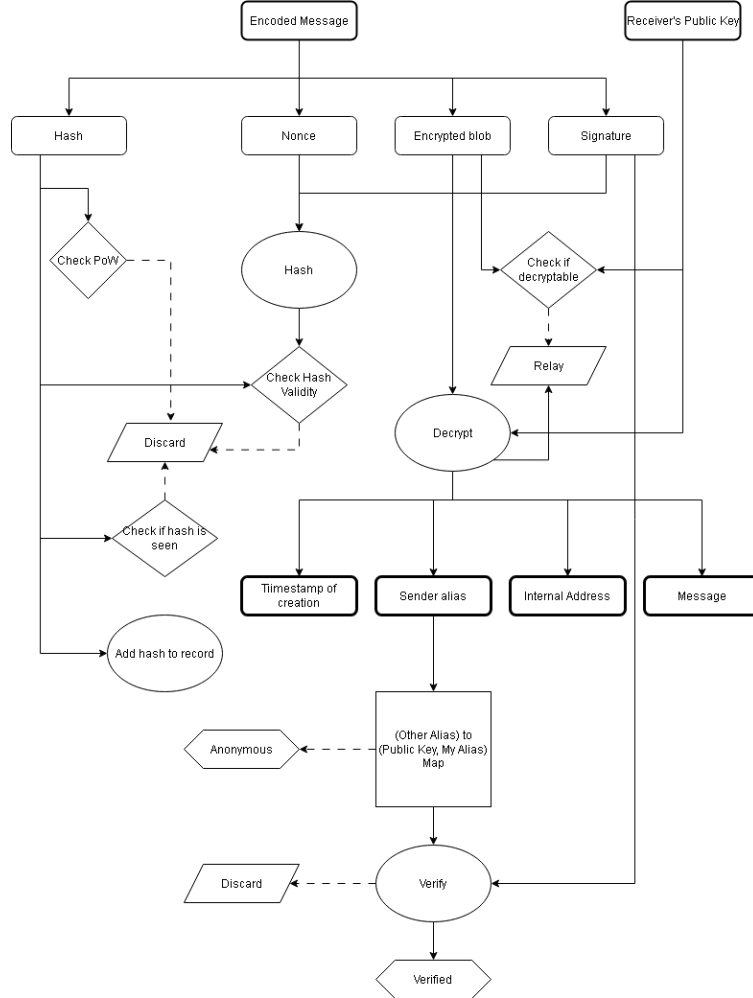 Encoded Message
Receiver's Public Key
Hash
Nonce
Encrypted blob
Signature
Check PoW
Hash
Check if
decryptable
Check Hash
Validity
Relay
Discard
Decrypt
Check if hash is
seen
Tiimestamp of
creation
Sender alias
Internal Address
Message
Add hash to record
(Other Alias) to
(Public Key, My Alias)
Map
Anonymous
Discard
Verify
Verified